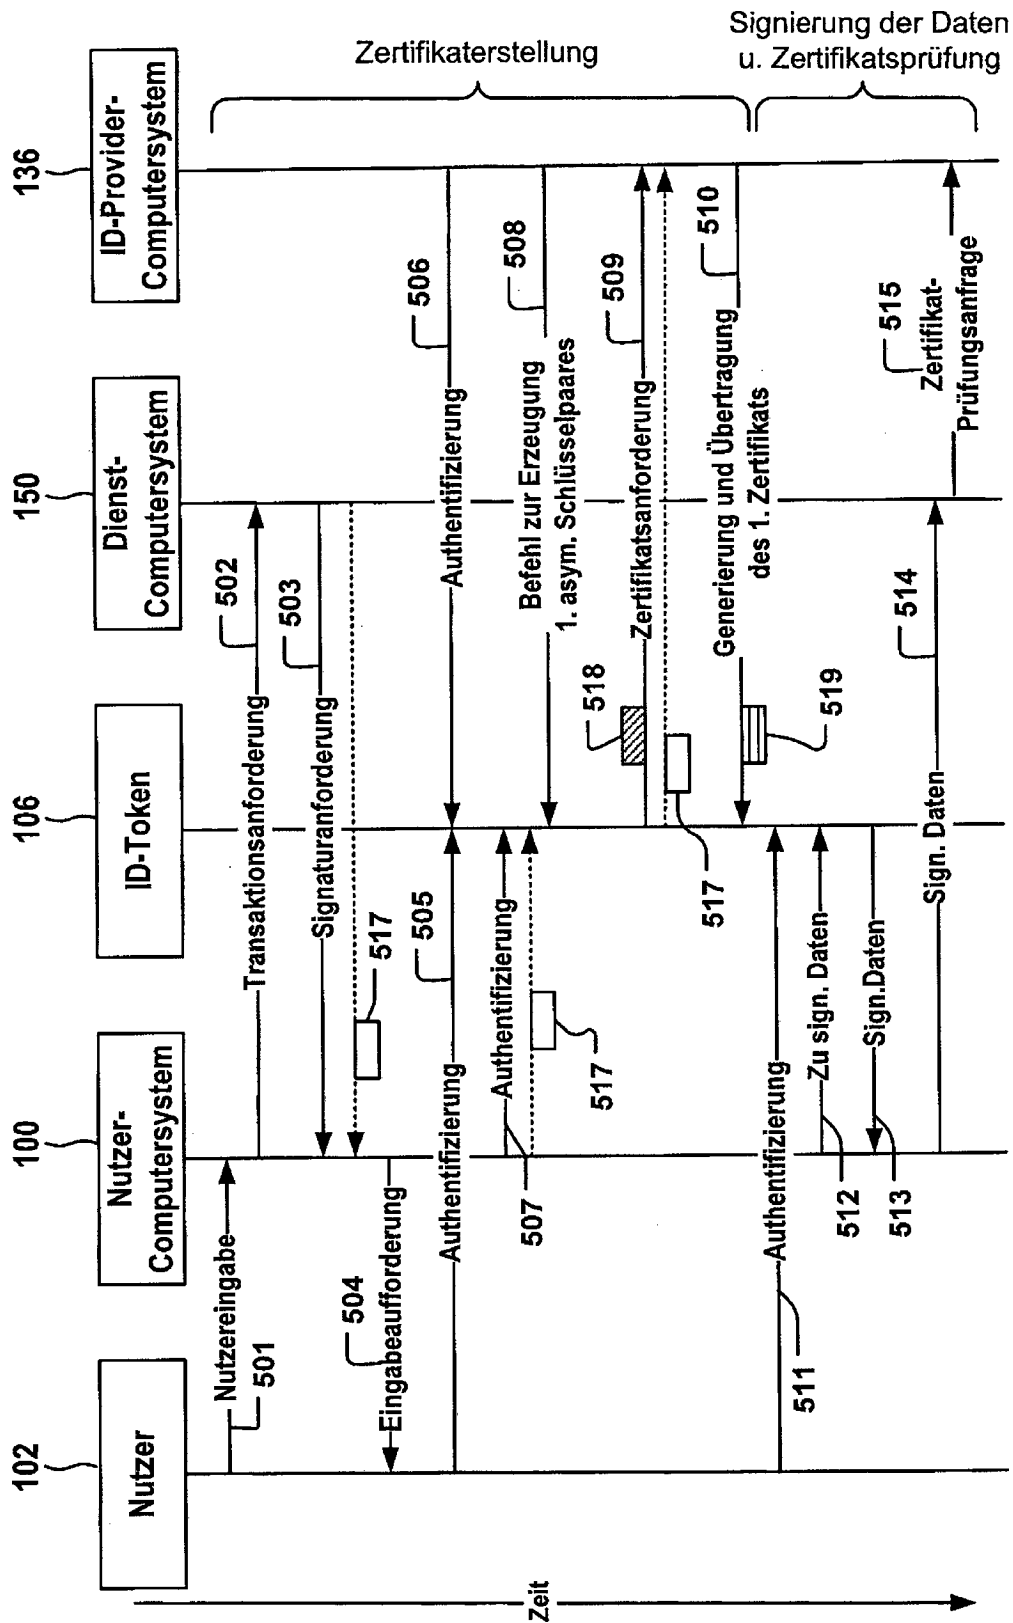 102
Nutzer
100
Nutzer-
Computersystem
106
ID-Token
150
Dienst-
Computersystem
136
ID-Provider-
Computersystem
Zertifikaterstellung
Signierung der Daten
u. Zertifikatsprüfung
Zeit
Nutzereingabe
501
Transaktionsanforderung
502
Signaturanforderung
503
517
Eingabeaufforderung
504
Authentifizierung
505
Authentifizierung
506
Authentifizierung
507
517
Befehl zur Erzeugung
1. asym. Schlüsselpaares
508
518
Zertifikatsanforderung
509
517
Generierung und Übertragung
des 1. Zertifikats
510
519
Authentifizierung
511
Zu sign. Daten
512
Sign.Daten
513
Sign. Daten
514
515
Zertifikat-
Prüfungsanfrage